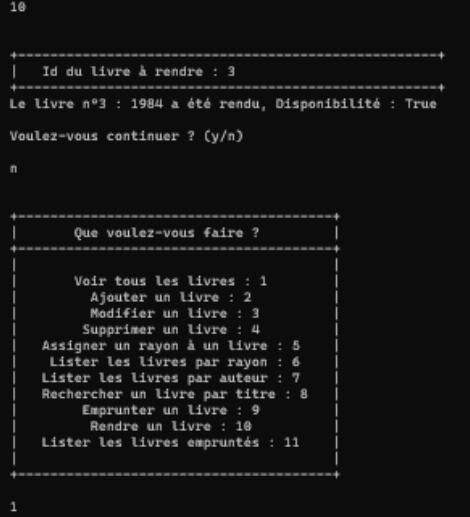 10
+----------------------------------------------------+
|   Id du livre à rendre : 3
+----------------------------------------------------+
Le livre n°3 : 1984 a été rendu, Disponibilité : True
Voulez-vous continuer ? (y/n)
n
+---------------------------------------+
|       Que voulez-vous faire ?         |
+---------------------------------------+
|                                       |
|       Voir tous les livres : 1        |
|         Ajouter un livre : 2          |
|         Modifier un livre : 3         |
|        Supprimer un livre : 4         |
|   Assigner un rayon à un livre : 5    |
|    Lister les livres par rayon : 6    |
|   Lister les livres par auteur : 7    |
|   Rechercher un livre par titre : 8   |
|        Emprunter un livre : 9         |
|         Rendre un livre : 10          |
|   Lister les livres empruntés : 11    |
|                                       |
+---------------------------------------+
1